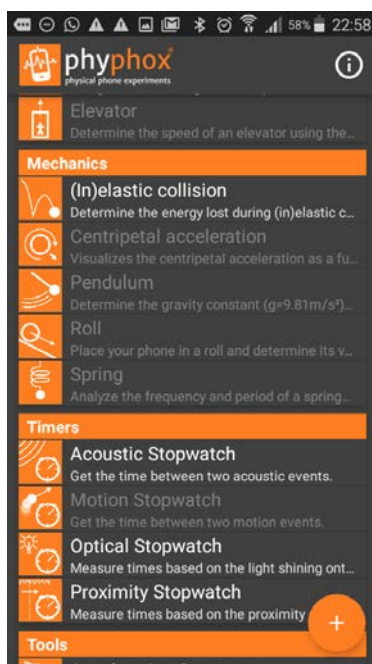 58% 22:58
phyphox
physical phone experiments
Elevator
Determine the speed of an elevator using the...
Mechanics
(In)elastic collision
Determine the energy lost during (in)elastic c...
Centripetal acceleration
Visualizes the centripetal acceleration as a fu...
Pendulum
Determine the gravity constant (g=9.81m/s²)...
Roll
Place your phone in a roll and determine its v...
Spring
Analyze the frequency and period of a spring...
Timers
Acoustic Stopwatch
Get the time between two acoustic events.
Motion Stopwatch
Get the time between two motion events.
Optical Stopwatch
Measure times based on the light shining ont...
Proximity Stopwatch
Measure times based on the proximity
+
Tools